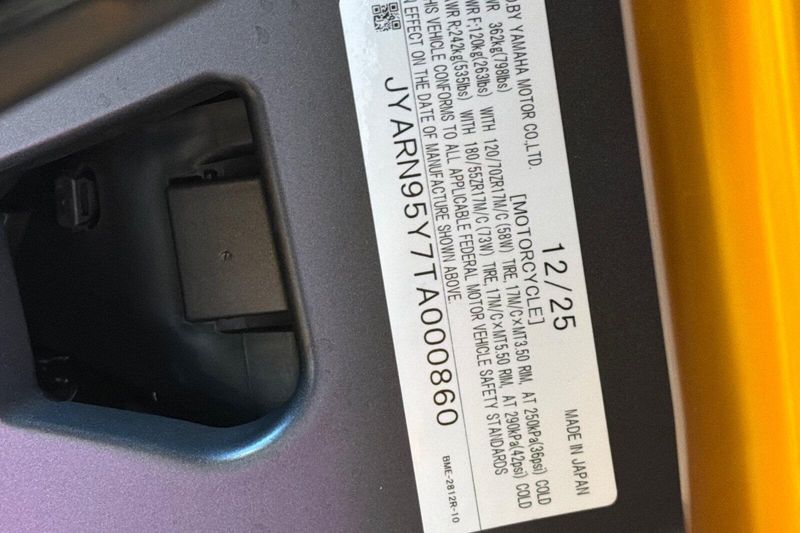 D.BY YAMAHA MOTOR CO.,LTD. 12/25 MADE IN JAPAN
WR 362kg(798lbs) [MOTORCYCLE]
WR F:120kg(263lbs) WITH 120/70ZR17M/C(58W) TIRE,17M/C×MT3.50 RIM, AT 250kPa(36psi) COLD
WR R:242kg(535lbs) WITH 180/55ZR17M/C(73W) TIRE,17M/C×MT5.50 RIM, AT 290kPa(42psi) COLD
HIS VEHICLE CONFORMS TO ALL APPLICABLE FEDERAL MOTOR VEHICLE SAFETY STANDARDS
N EFFECT ON THE DATE OF MANUFACTURE SHOWN ABOVE.
JYARN95Y7TA000860
BME-2812R-10